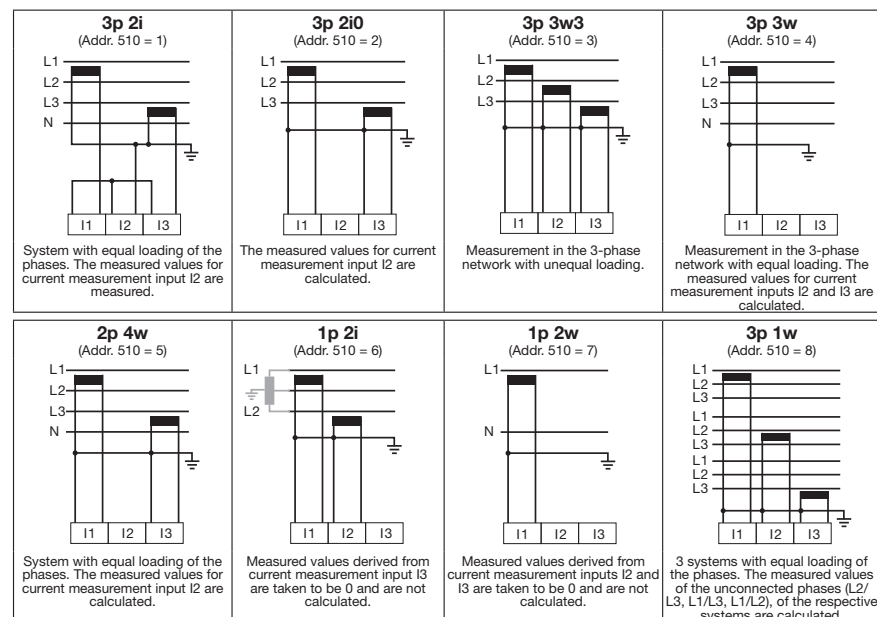 3p 2i
(Addr. 510 = 1)
L1
L2
L3
N
I1 I2 I3
System with equal loading of the
phases. The measured values for
current measurement input I2 are
measured.
3p 2i0
(Addr. 510 = 2)
L1
L2
L3
I1 I2 I3
The measured values for current
measurement input I2 are
calculated.
3p 3w3
(Addr. 510 = 3)
L1
L2
L3
I1 I2 I3
Measurement in the 3-phase
network with unequal loading.
3p 3w
(Addr. 510 = 4)
L1
L2
L3
N
I1 I2 I3
Measurement in the 3-phase
network with equal loading. The
measured values for current
measurement inputs I2 and I3 are
calculated.
2p 4w
(Addr. 510 = 5)
L1
L2
L3
N
I1 I2 I3
System with equal loading of the
phases. The measured values for
current measurement input I2 are
calculated.
1p 2i
(Addr. 510 = 6)
L1
L2
I1 I2 I3
Measured values derived from
current measurement input I3
are taken to be 0 and are not
calculated.
1p 2w
(Addr. 510 = 7)
L1
N
I1 I2 I3
Measured values derived from
current measurement inputs I2 and
I3 are taken to be 0 and are not
calculated.
3p 1w
(Addr. 510 = 8)
L1
L2
L3
L1
L2
L3
L1
L2
L3
I1 I2 I3
3 systems with equal loading of
the phases. The measured values
of the unconnected phases (L2/
L3, L1/L3, L1/L2), of the respective
systems are calculated